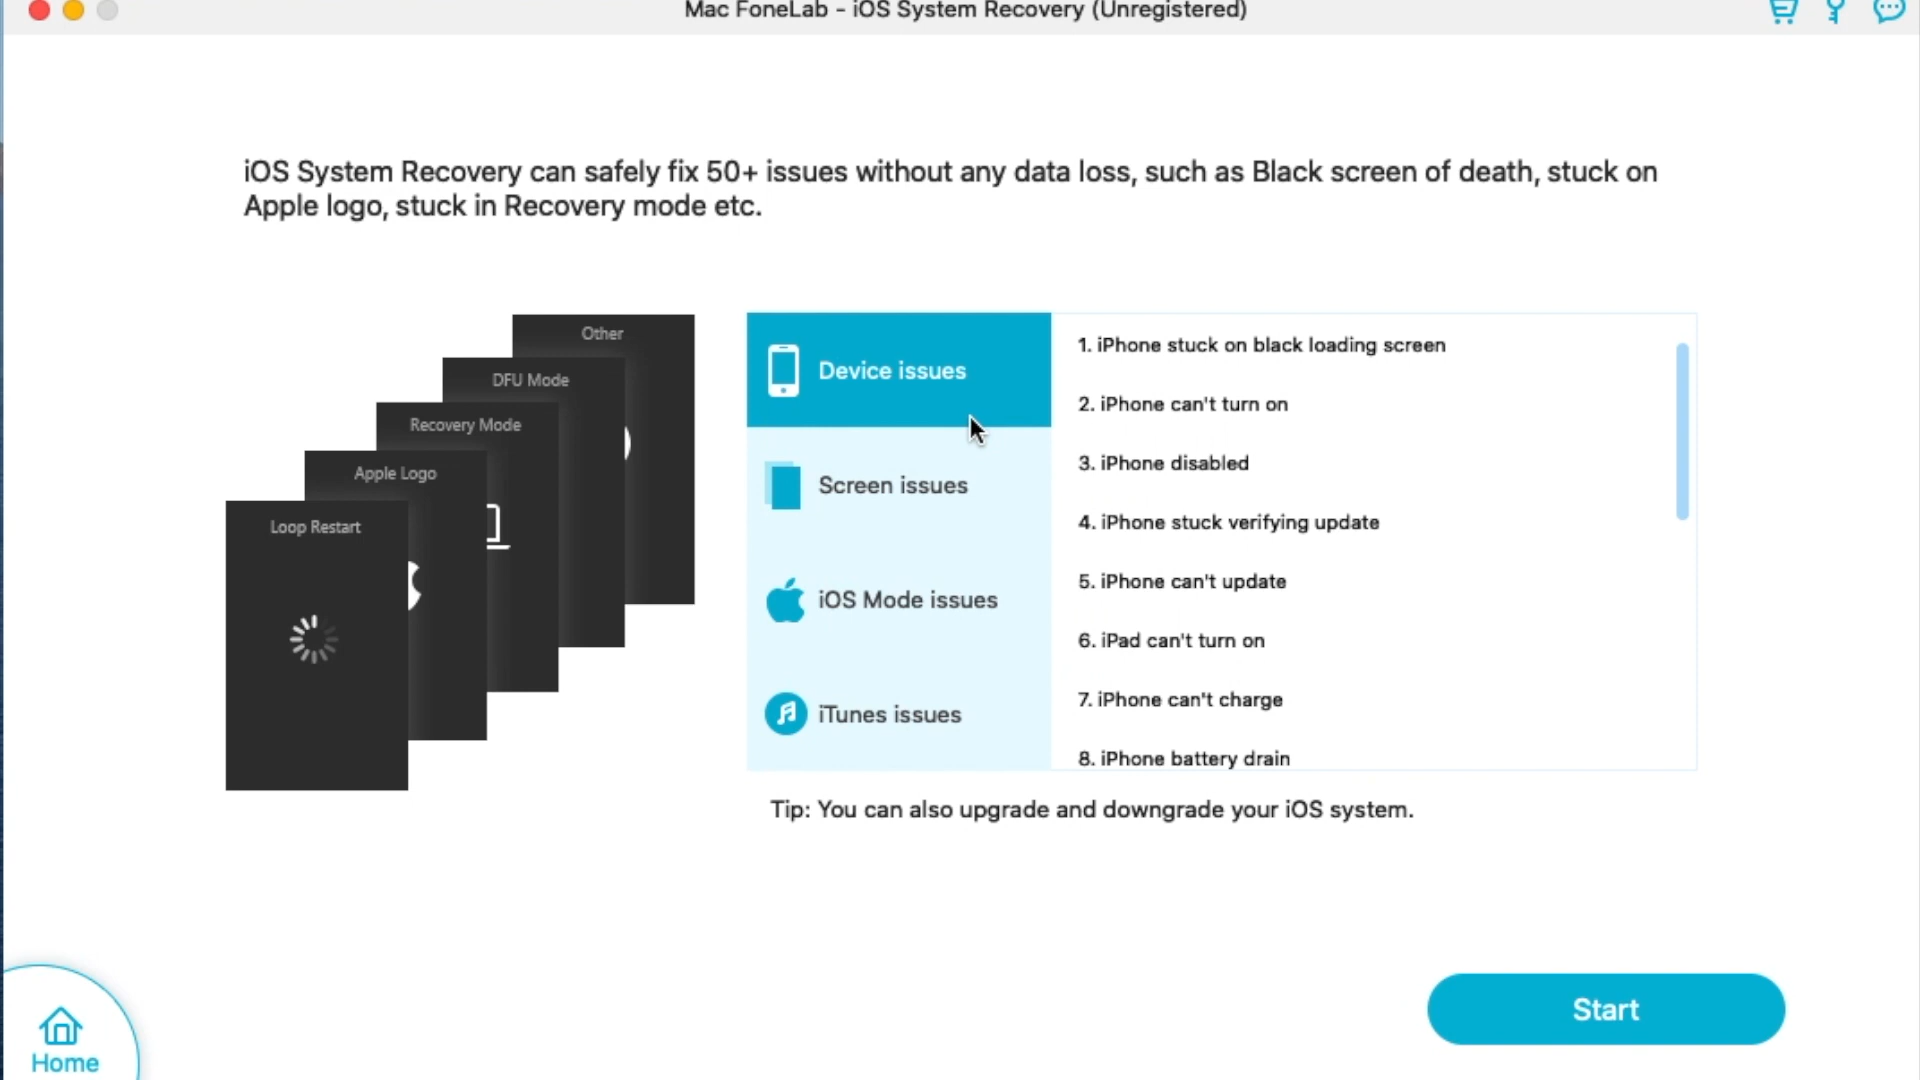 Mac FoneLab - iOS System Recovery (Unregistered)
iOS System Recovery can safely fix 50+ issues without any data loss, such as Black screen of death, stuck on
Apple logo, stuck in Recovery mode etc.
Other
DFU Mode
Recovery Mode
Apple Logo
Loop Restart
Device issues
Screen issues
iOS Mode issues
iTunes issues
1. iPhone stuck on black loading screen
2. iPhone can't turn on
3. iPhone disabled
4. iPhone stuck verifying update
5. iPhone can't update
6. iPad can't turn on
7. iPhone can't charge
8. iPhone battery drain
Tip: You can also upgrade and downgrade your iOS system.
Home
Start